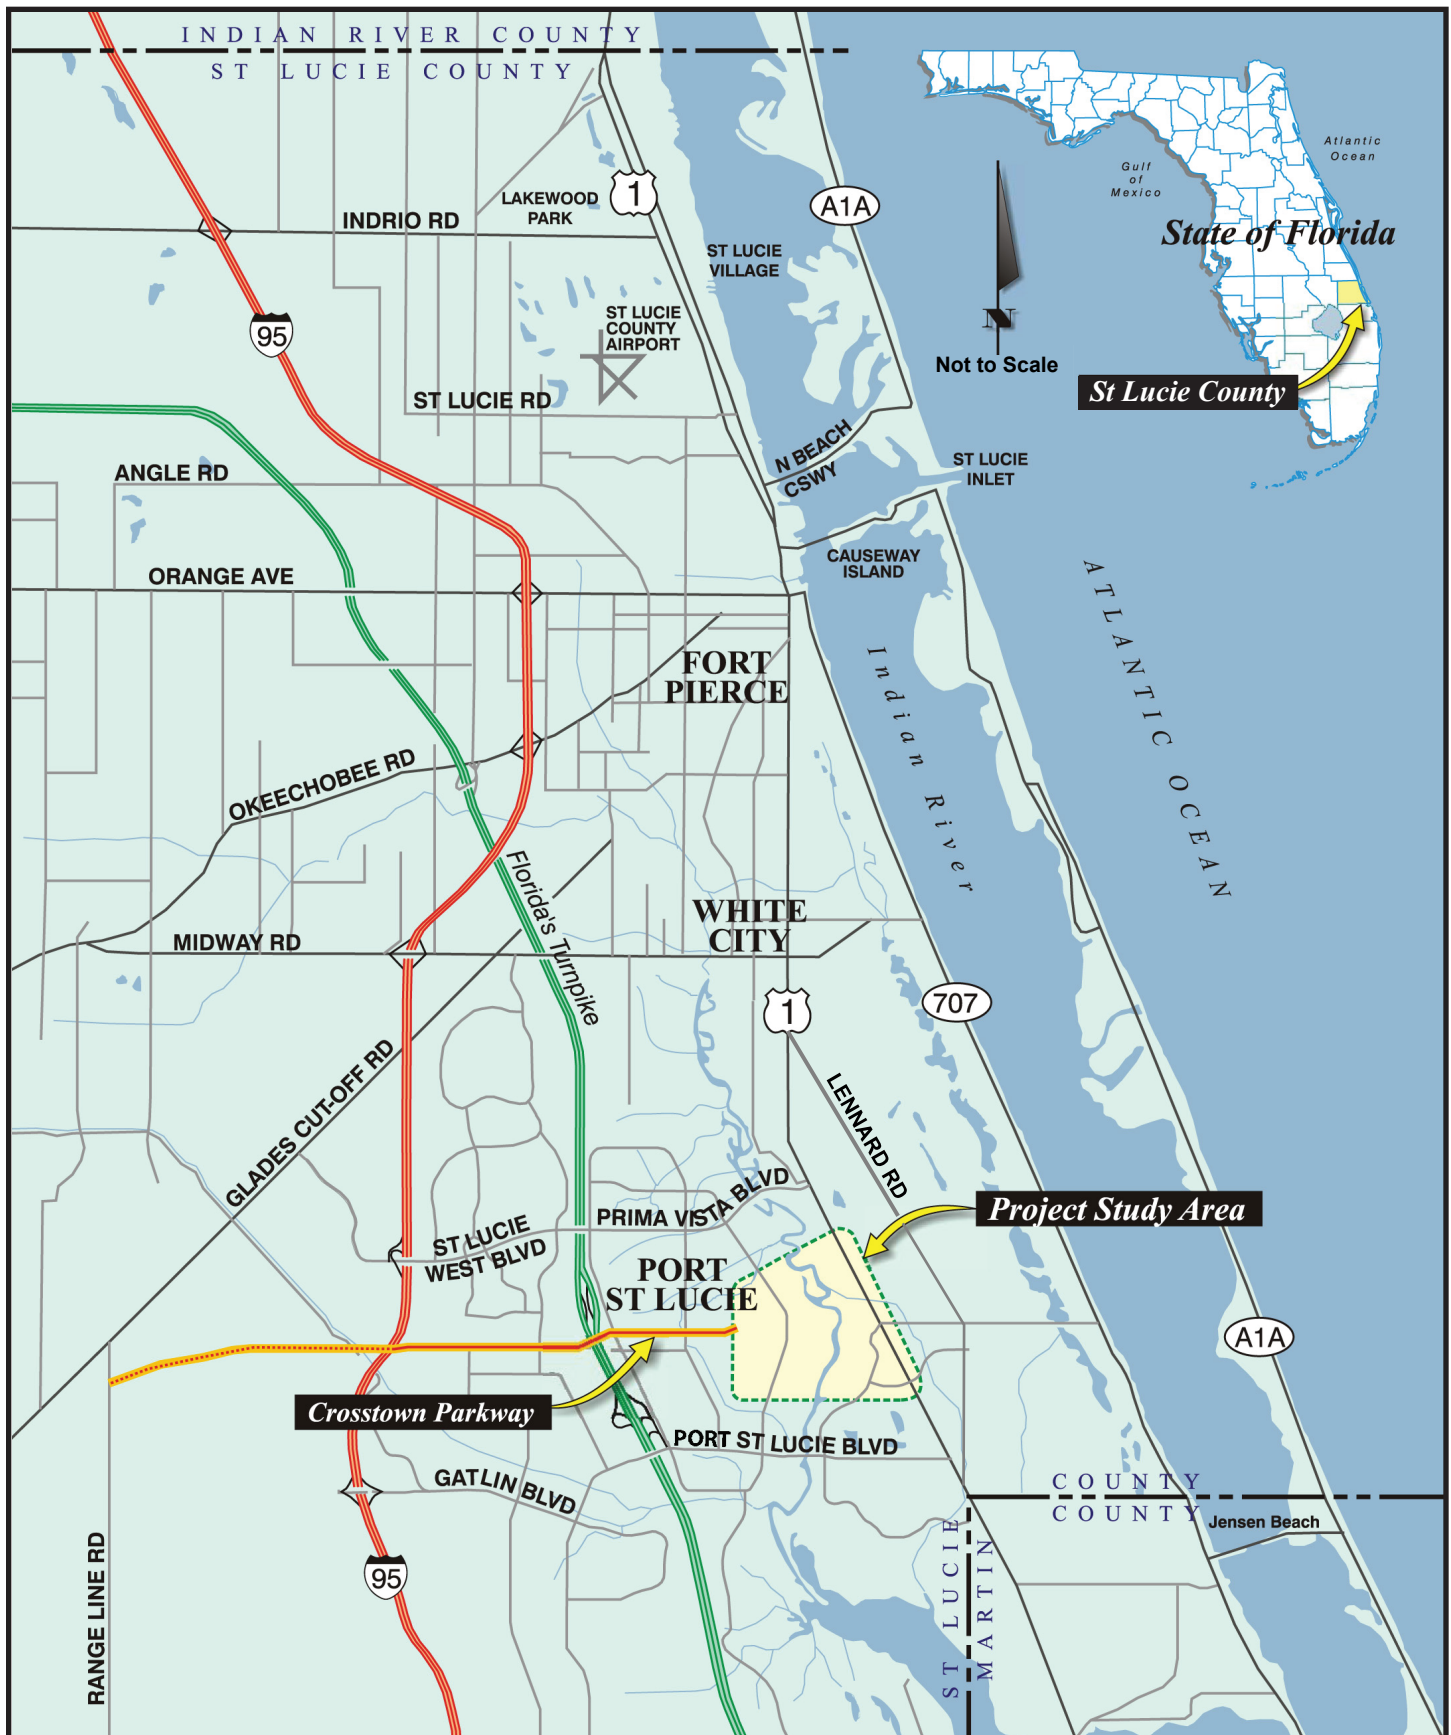 INDIAN RIVER COUNTY
ST LUCIE COUNTY
Atlantic
Ocean
Gulf
of
Mexico
LAKEWOOD
PARK
1
A1A
INDRIO RD
State of Florida
ST LUCIE
VILLAGE
95
ST LUCIE
COUNTY
AIRPORT
N
Not to Scale
St Lucie County
ST LUCIE RD
N BEACH
CSWY
ST LUCIE
INLET
ANGLE RD
CAUSEWAY
ISLAND
ORANGE AVE
ATLANTIC OCEAN
FORT
PIERCE
Indian River
OKEECHOBEE RD
Florida's Turnpike
WHITE
CITY
MIDWAY RD
1
707
GLADES CUT-OFF RD
LENNARD RD
PRIMA VISTA BLVD
Project Study Area
ST LUCIE
WEST BLVD
PORT
ST LUCIE
A1A
Crosstown Parkway
PORT ST LUCIE BLVD
GATLIN BLVD
COUNTY
COUNTY
Jensen Beach
ST LUCIE
MARTIN
RANGE LINE RD
95